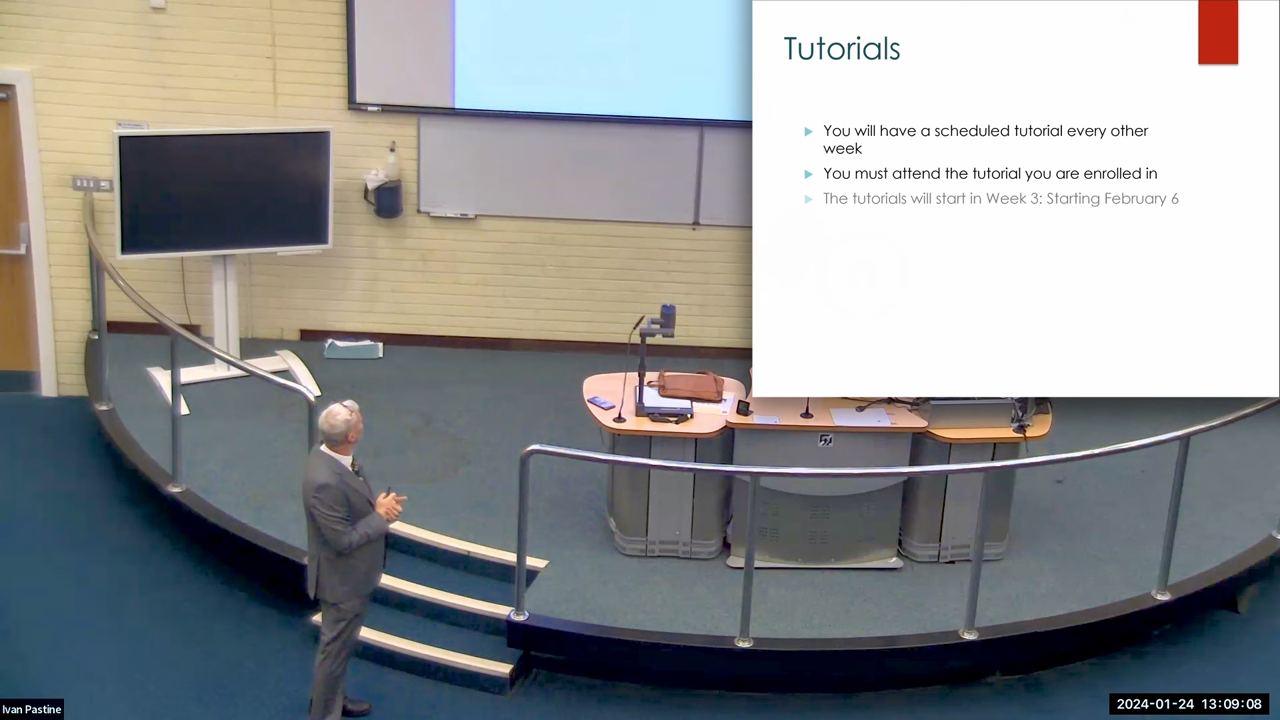 Tutorials
You will have a scheduled tutorial every other
week
You must attend the tutorial you are enrolled in
The tutorials will start in Week 3: Starting February 6
Ivan Pastine
2024-01-24 13:09:08